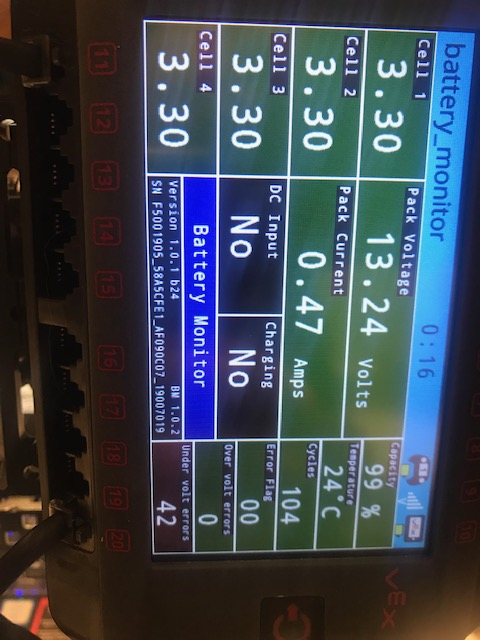 battery_monitor 0:16
Cell 1
3.30
Cell 2
3.30
Cell 3
3.30
Cell 4
3.30
Pack Voltage
13.24 Volts
Pack Current
0.47 Amps
DC Input
No
Charging
No
Battery Monitor
Version 1.0.1 b24 BM 1.0.2
SN F5001905_58A5CFE1_AF090C07_19007019
Capacity
99 %
Temperature
24°C
Cycles
104
Error Flag
00
Over volt errors
0
Under volt errors
42
vex
11
12
13
14
15
16
17
18
19
20